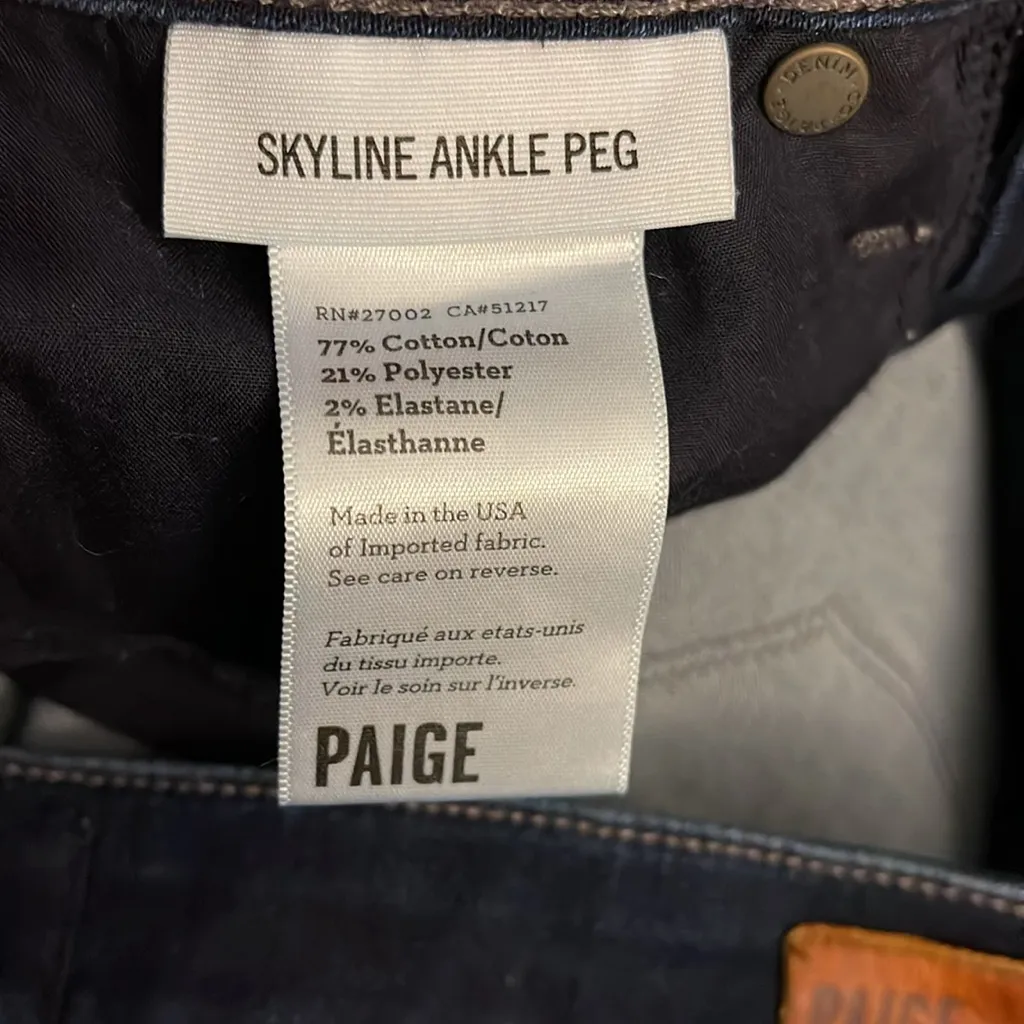 SKYLINE ANKLE PEG
DENIM
RN#27002 CA#51217
77% Cotton/Coton
21% Polyester
2% Elastane/
Élasthanne
Made in the USA
of Imported fabric.
See care on reverse.
Fabriqué aux etats-unis
du tissu importe.
Voir le soin sur l'inverse.
PAIGE
PAIGE